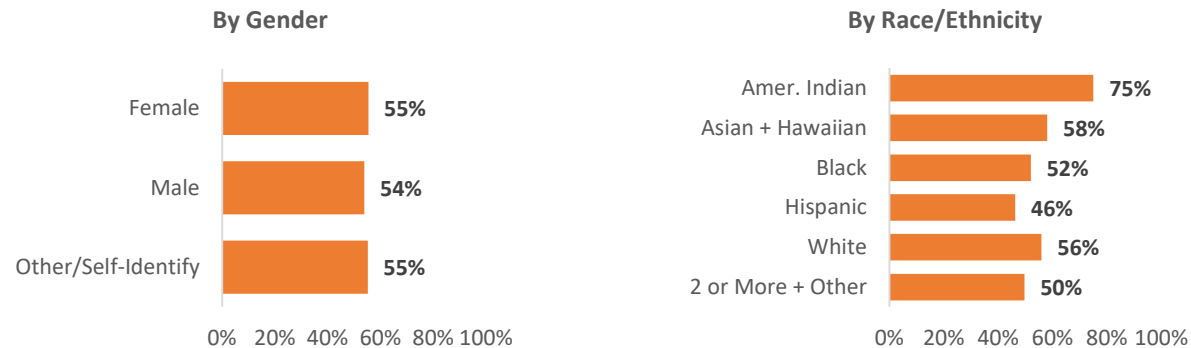 By Gender
Female 55%
Male 54%
Other/Self-Identify 55%
0% 20% 40% 60% 80% 100%
By Race/Ethnicity
Amer. Indian 75%
Asian + Hawaiian 58%
Black 52%
Hispanic 46%
White 56%
2 or More + Other 50%
0% 20% 40% 60% 80% 100%